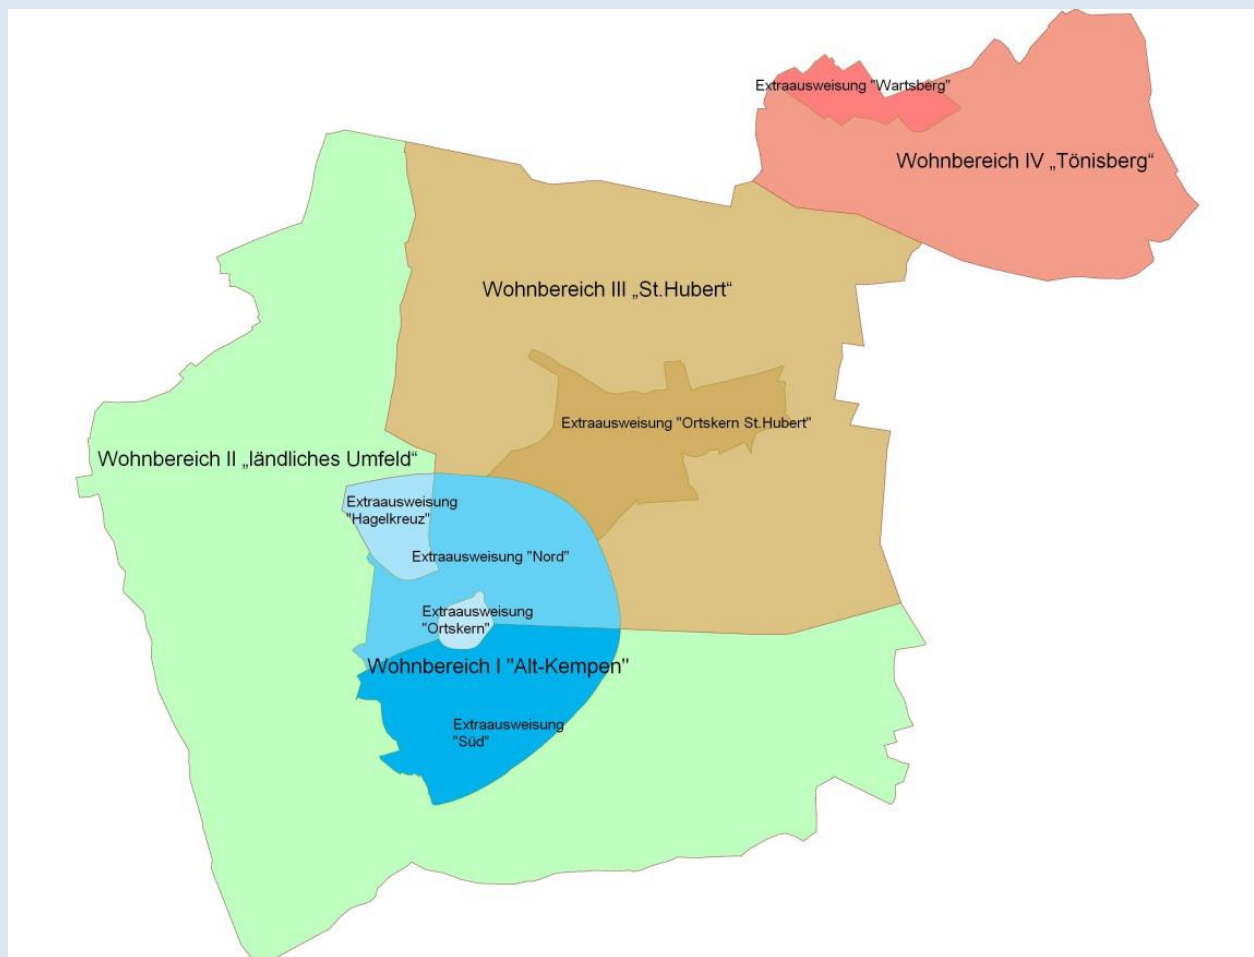 Extraausweisung "Wartsberg"
Wohnbereich IV „Tönisberg“
Wohnbereich III „St.Hubert“
Extraausweisung "Ortskern St.Hubert"
Wohnbereich II „ländliches Umfeld“
Extraausweisung
"Hagelkreuz"
Extraausweisung "Nord"
Extraausweisung
"Ortskern"
Wohnbereich I "Alt-Kempen"
Extraausweisung
"Süd"